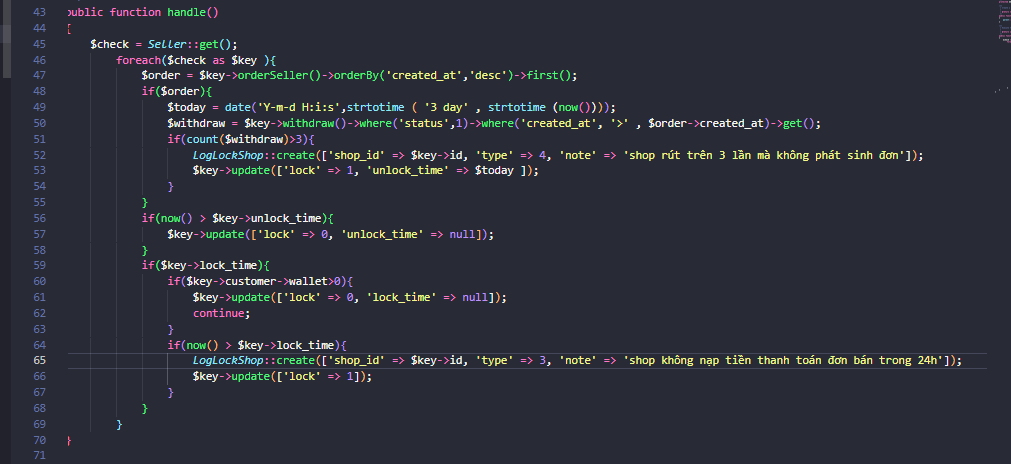 43 public function handle()
44 {
45 $check = Seller::get();
46 foreach($check as $key ){
47 $order = $key->orderSeller()->orderBy('created_at','desc')->first();
48 if($order){
49 $today = date('Y-m-d H:i:s',strtotime ( '3 day' , strtotime (now())));
50 $withdraw = $key->withdraw()->where('status',1)->where('created_at', '>' , $order->created_at)->get();
51 if(count($withdraw)>3){
52 LogLockShop::create(['shop_id' => $key->id, 'type' => 4, 'note' => 'shop rút trên 3 lần mà không phát sinh đơn']);
53 $key->update(['lock' => 1, 'unlock_time' => $today ]);
54 }
55 }
56 if(now() > $key->unlock_time){
57 $key->update(['lock' => 0, 'unlock_time' => null]);
58 }
59 if($key->lock_time){
60 if($key->customer->wallet>0){
61 $key->update(['lock' => 0, 'lock_time' => null]);
62 continue;
63 }
64 if(now() > $key->lock_time){
65 LogLockShop::create(['shop_id' => $key->id, 'type' => 3, 'note' => 'shop không nạp tiền thanh toán đơn bán trong 24h']);
66 $key->update(['lock' => 1]);
67 }
68 }
69 }
70 }
71